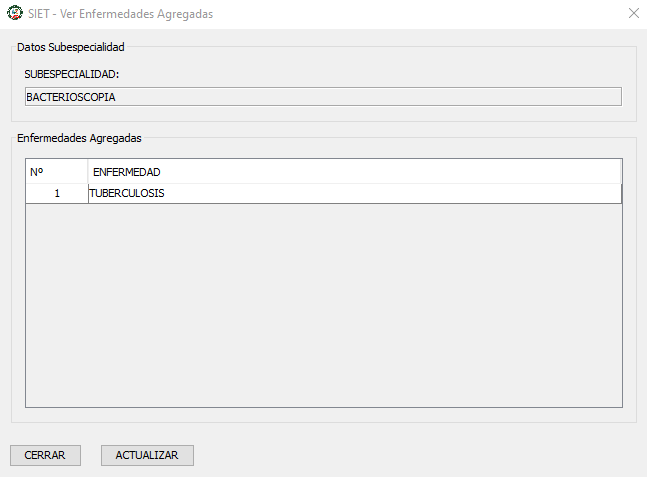 SIET - Ver Enfermedades Agregadas
Datos Subespecialidad
SUBESPECIALIDAD:
BACTERIOSCOPIA
Enfermedades Agregadas
Nº ENFERMEDAD
1 TUBERCULOSIS
CERRAR ACTUALIZAR